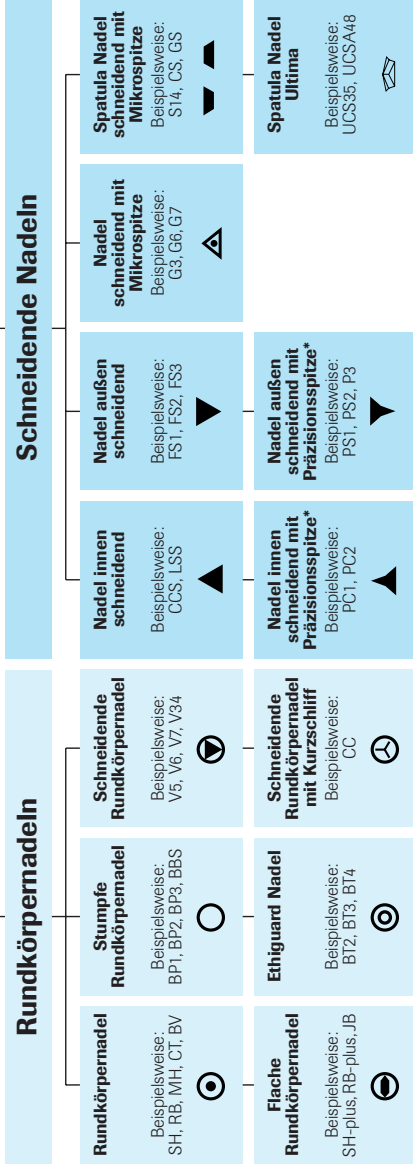 Rundkörpernadeln
Rundkörpernadel
Beispielsweise:
SH, RB, MH, CT, BV
Flache
Rundkörpernadel
Beispielsweise:
SH-plus, RB-plus,JB
Stumpfe
Rundkörpernadel
Beispielsweise:
BP1, BP2, BP3, BBS
Ethiguard Nadel
Beispielsweise:
BT2, BT3, BT4
Schneidende
Rundkörpernadel
Beispielsweise:
V5, V6, V7, V34
Schneidende
Rundkörpernadel
mit Kurzschliff
Beispielsweise:
CC
Schneidende Nadeln
Nadel innen
schneidend
Beispielsweise:
CCS, LSS
Nadel innen
schneidend mit
Präzisionsspitze*
Beispielsweise:
PC1, PC2
Nadel außen
schneidend
Beispielsweise:
FS1, FS2, FS3
Nadel außen
schneidend mit
Präzisionsspitze*
Beispielsweise:
PS1, PS2, P3
Nadel
schneidend mit
Mikrospitze
Beispielsweise:
G3, G6, G7
Spatula Nadel
schneidend mit
Mikrospitze
Beispielsweise:
S14, CS, GS
Spatula Nadel
Ultima
Beispielsweise:
UCS35, UCSA48